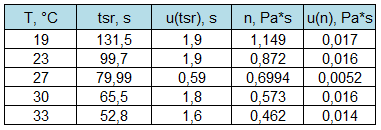 T, °C tsr, s u(tsr), s n, Pa*s u(n), Pa*s
19 131,5 1,9 1,149 0,017
23 99,7 1,9 0,872 0,016
27 79,99 0,59 0,6994 0,0052
30 65,5 1,8 0,573 0,016
33 52,8 1,6 0,462 0,014